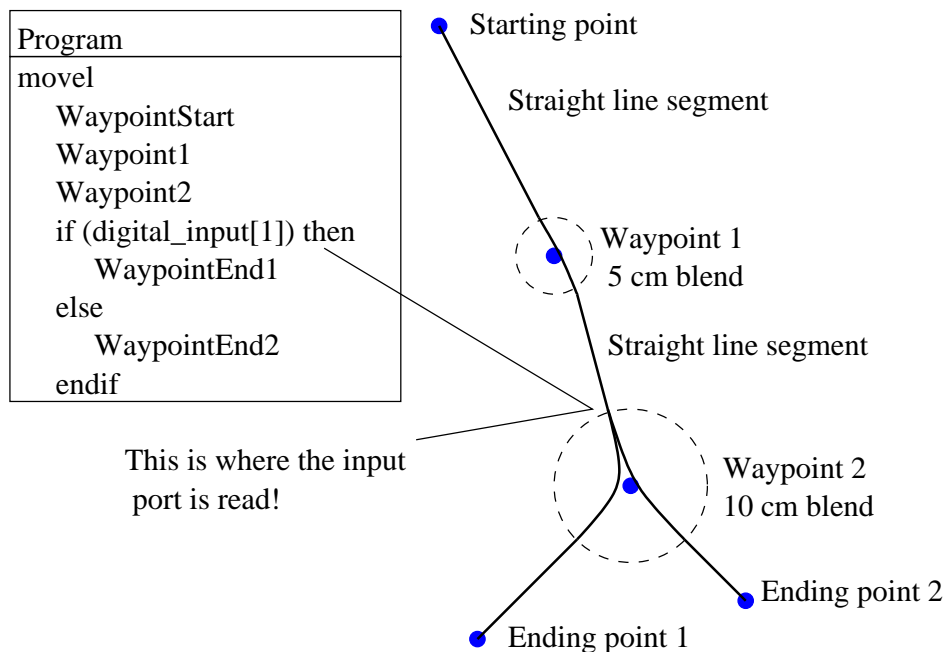 Program
movel
WaypointStart
Waypoint1
Waypoint2
if (digital_input[1]) then
WaypointEnd1
else
WaypointEnd2
endif
Starting point
Straight line segment
Waypoint 1
5 cm blend
Straight line segment
This is where the input
port is read!
Waypoint 2
10 cm blend
Ending point 2
Ending point 1